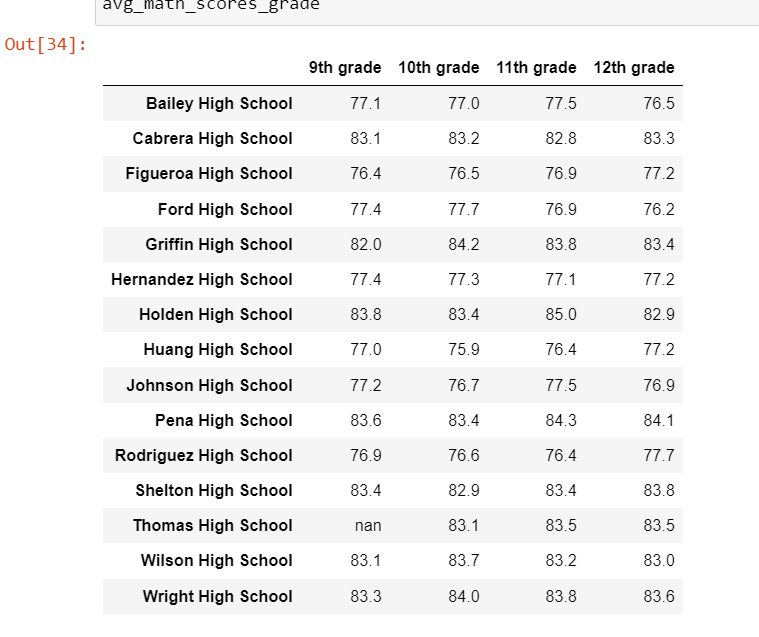 avg_math_scores_grade
Out[34]:
9th grade 10th grade 11th grade 12th grade
Bailey High School 77.1 77.0 77.5 76.5
Cabrera High School 83.1 83.2 82.8 83.3
Figueroa High School 76.4 76.5 76.9 77.2
Ford High School 77.4 77.7 76.9 76.2
Griffin High School 82.0 84.2 83.8 83.4
Hernandez High School 77.4 77.3 77.1 77.2
Holden High School 83.8 83.4 85.0 82.9
Huang High School 77.0 75.9 76.4 77.2
Johnson High School 77.2 76.7 77.5 76.9
Pena High School 83.6 83.4 84.3 84.1
Rodriguez High School 76.9 76.6 76.4 77.7
Shelton High School 83.4 82.9 83.4 83.8
Thomas High School nan 83.1 83.5 83.5
Wilson High School 83.1 83.7 83.2 83.0
Wright High School 83.3 84.0 83.8 83.6